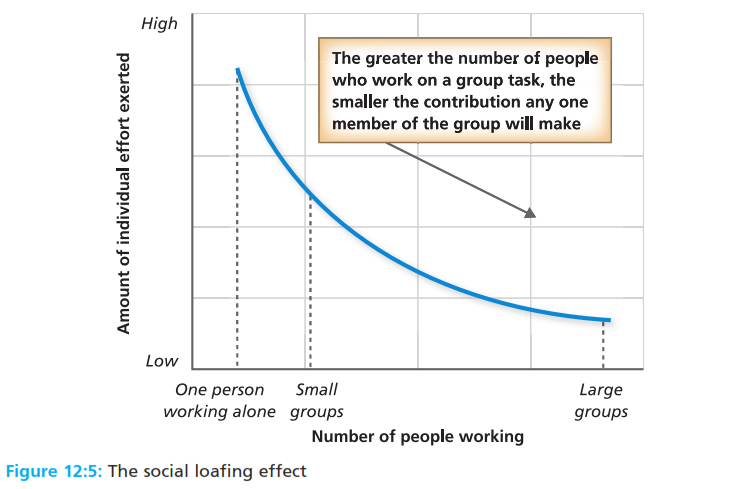 High
The greater the number of people
who work on a group task, the
smaller the contribution any one
member of the group will make
Amount of individual effort exerted
Low
One person
working alone
Small
groups
Large
groups
Number of people working
Figure 12:5: The social loafing effect